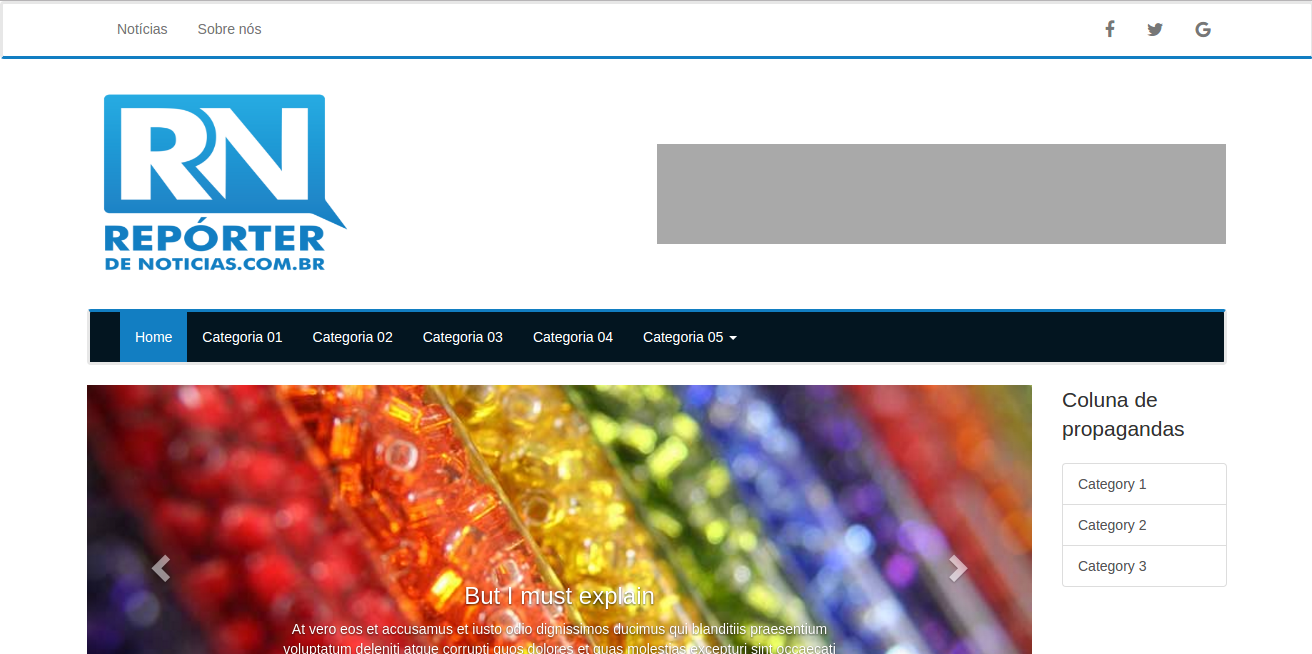 Notícias Sobre nós
RN
REPÓRTER
DE NOTICIAS.COM.BR
Home Categoria 01 Categoria 02 Categoria 03 Categoria 04 Categoria 05
Coluna de
propagandas
Category 1
Category 2
Category 3
But I must explain
At vero eos et accusamus et iusto odio dignissimos ducimus qui blanditiis praesentium
voluptatum deleniti atque corrupti quos dolores et quas molestias excepturi sint occaecati